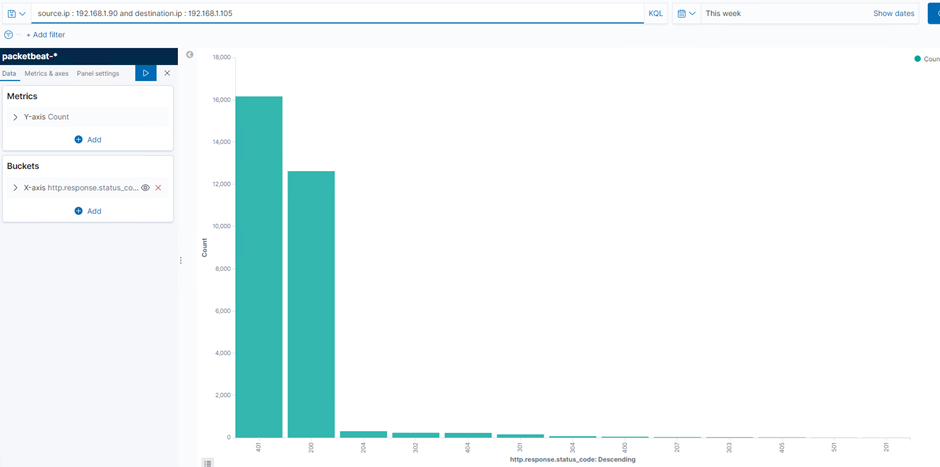 source.ip : 192.168.1.90 and destination.ip : 192.168.1.105 KQL This week Show dates
+ Add filter
packetbeat-*
Data Metrics & axes Panel settings
Metrics
Y-axis Count
Add
Buckets
X-axis http.response.status_co...
Add
Count
18,000
16,000
14,000
12,000
10,000
8,000
6,000
4,000
2,000
0
401 200 204 302 404 301 304 400 207 303 405 501 201
http.response.status_code: Descending
Coun